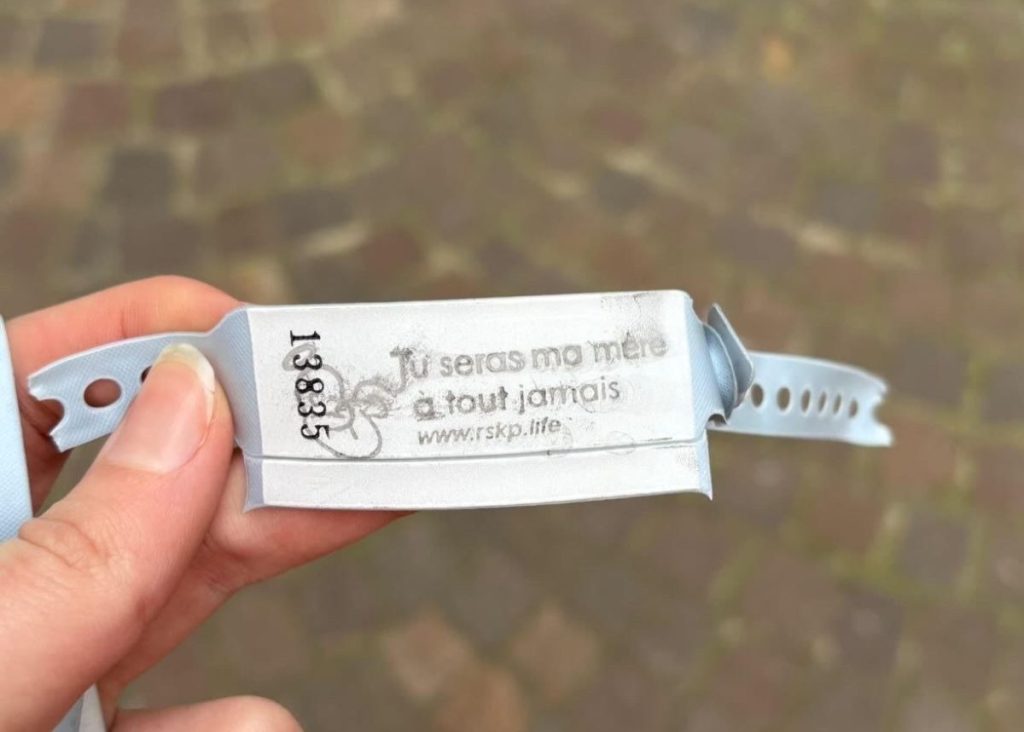 13835
Tu seras ma mère
a tout jamais
www.rskp.life